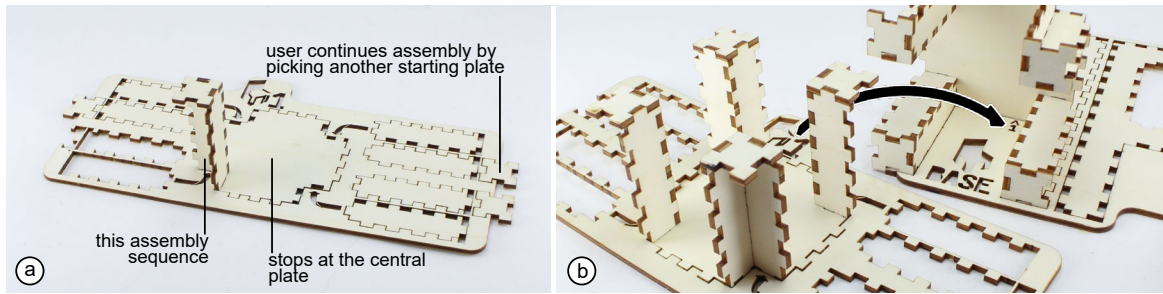 user continues assembly by
picking another starting plate
this assembly
sequence
stops at the central
plate
a
b
BASE